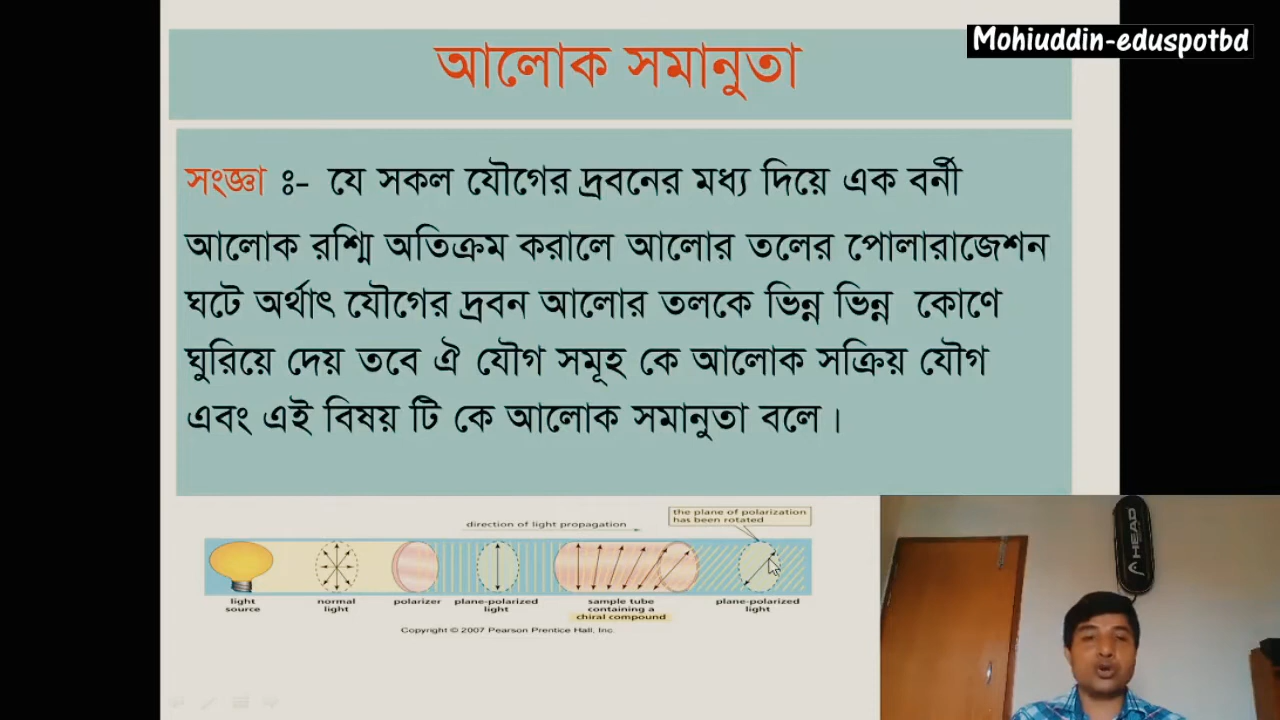 Mohiuddin-eduspotbd
আলোক সমানুতা
সংজ্ঞা ঃ- যে সকল যৌগের দ্রবনের মধ্য দিয়ে এক বর্নী
আলোক রশ্মি অতিক্রম করালে আলোর তলের পোলারাজেশন
ঘটে অর্থাৎ যৌগের দ্রবন আলোর তলকে ভিন্ন ভিন্ন কোণে
ঘুরিয়ে দেয় তবে ঐ যৌগ সমূহ কে আলোক সক্রিয় যৌগ
এবং এই বিষয় টি কে আলোক সমানুতা বলে।
the plane of polarization
has been rotated
direction of light propagation
light
source
normal
light
polarizer
plane-polarized
light
sample tube
containing a
chiral compound
plane-polarized
light
Copyright © 2007 Pearson Prentice Hall, Inc.
HEAD